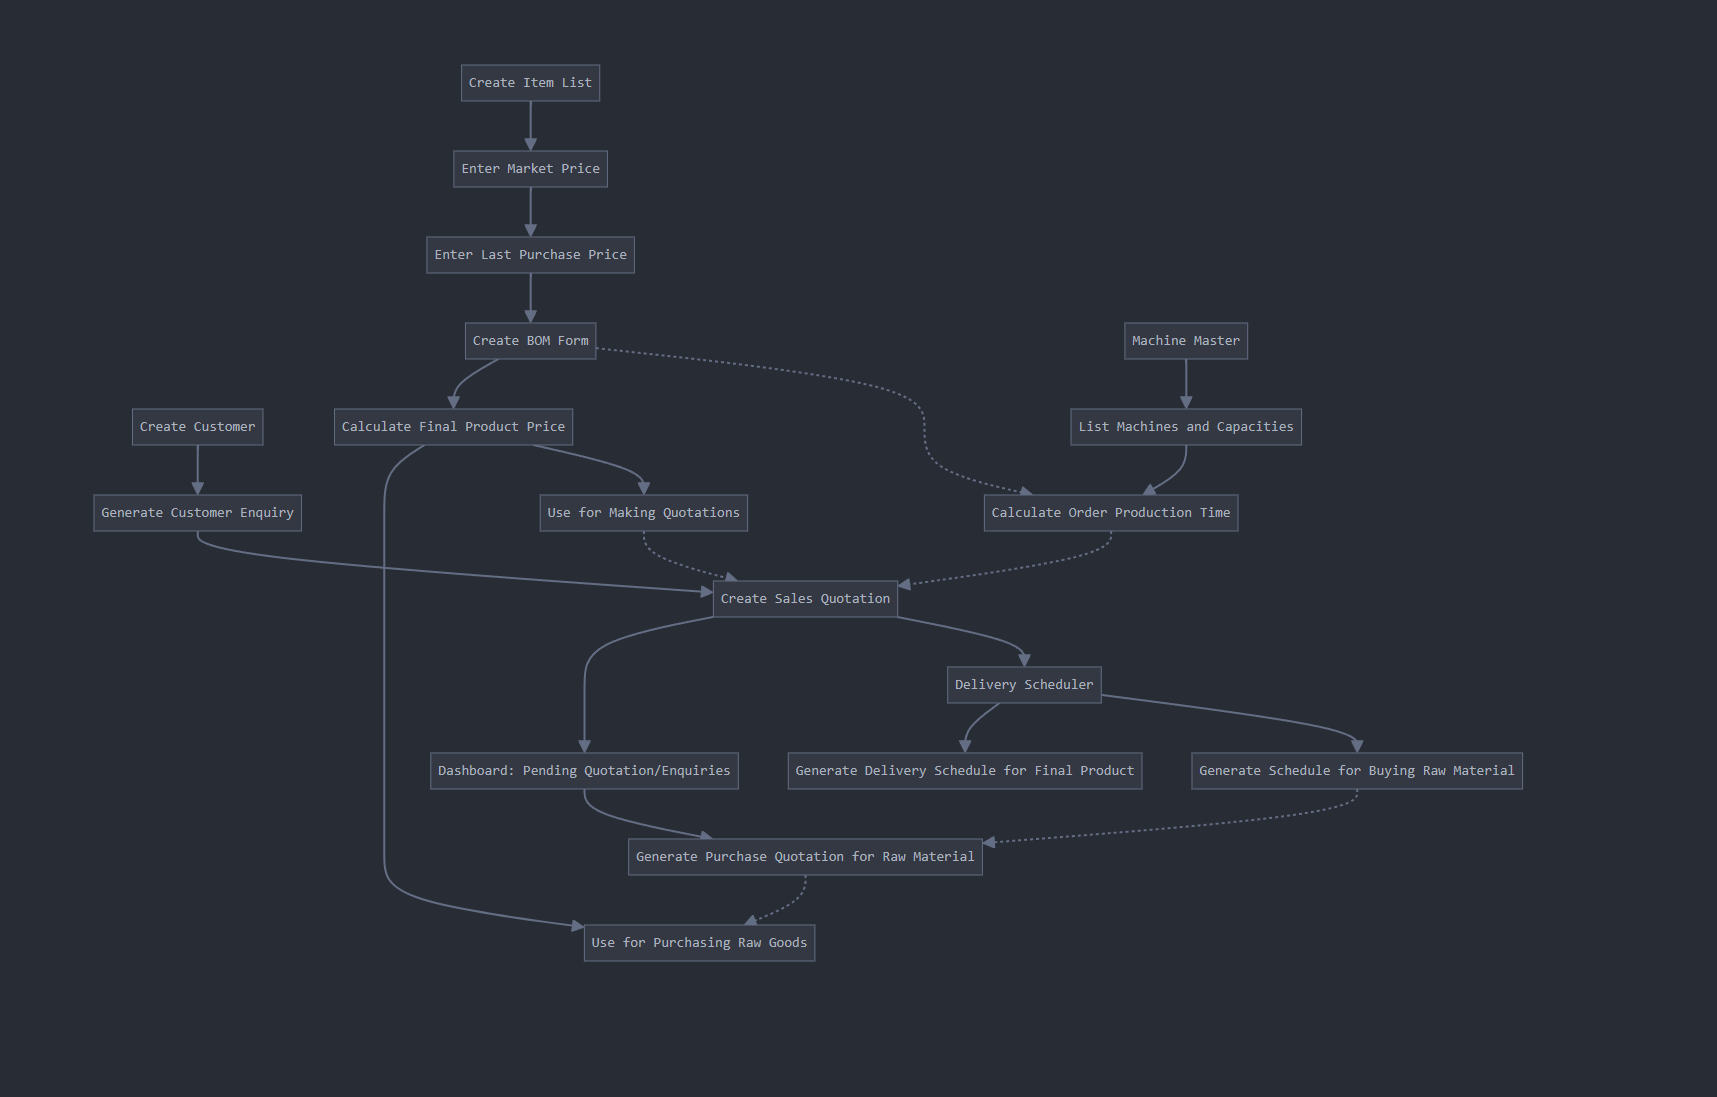 Create Item List
Enter Market Price
Enter Last Purchase Price
Create BOM Form
Machine Master
Create Customer
Calculate Final Product Price
List Machines and Capacities
Generate Customer Enquiry
Use for Making Quotations
Calculate Order Production Time
Create Sales Quotation
Delivery Scheduler
Dashboard: Pending Quotation/Enquiries
Generate Delivery Schedule for Final Product
Generate Schedule for Buying Raw Material
Generate Purchase Quotation for Raw Material
Use for Purchasing Raw Goods